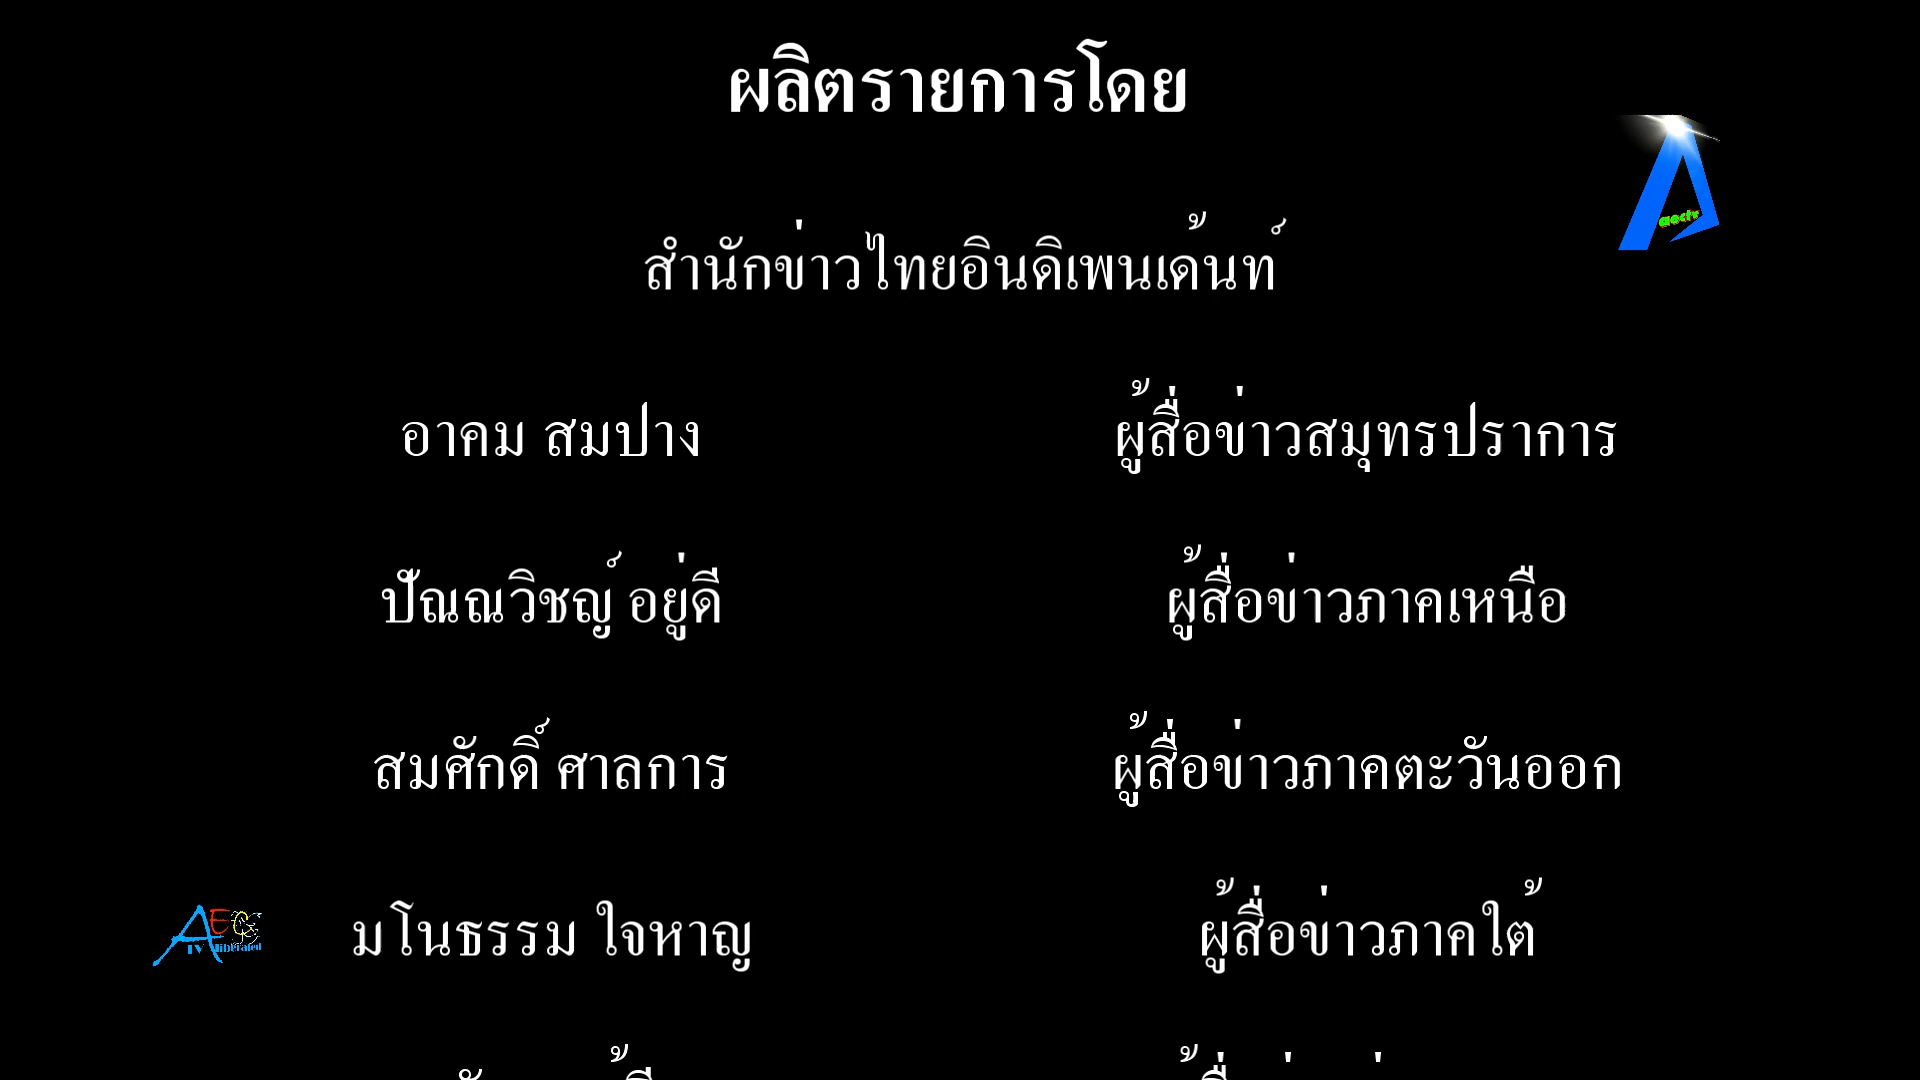 ผลิตรายการโดย
aectv
สำนักข่าวไทยอินดิเพนเด้นท์
อาคม สมปาง ผู้สื่อข่าวสมุทรปราการ
ปัณณวิชญ์ อยู่ดี ผู้สื่อข่าวภาคเหนือ
สมศักดิ์ ศาลการ ผู้สื่อข่าวภาคตะวันออก
มโนธรรม ใจหาญ ผู้สื่อข่าวภาคใต้
AEC
TV liberated